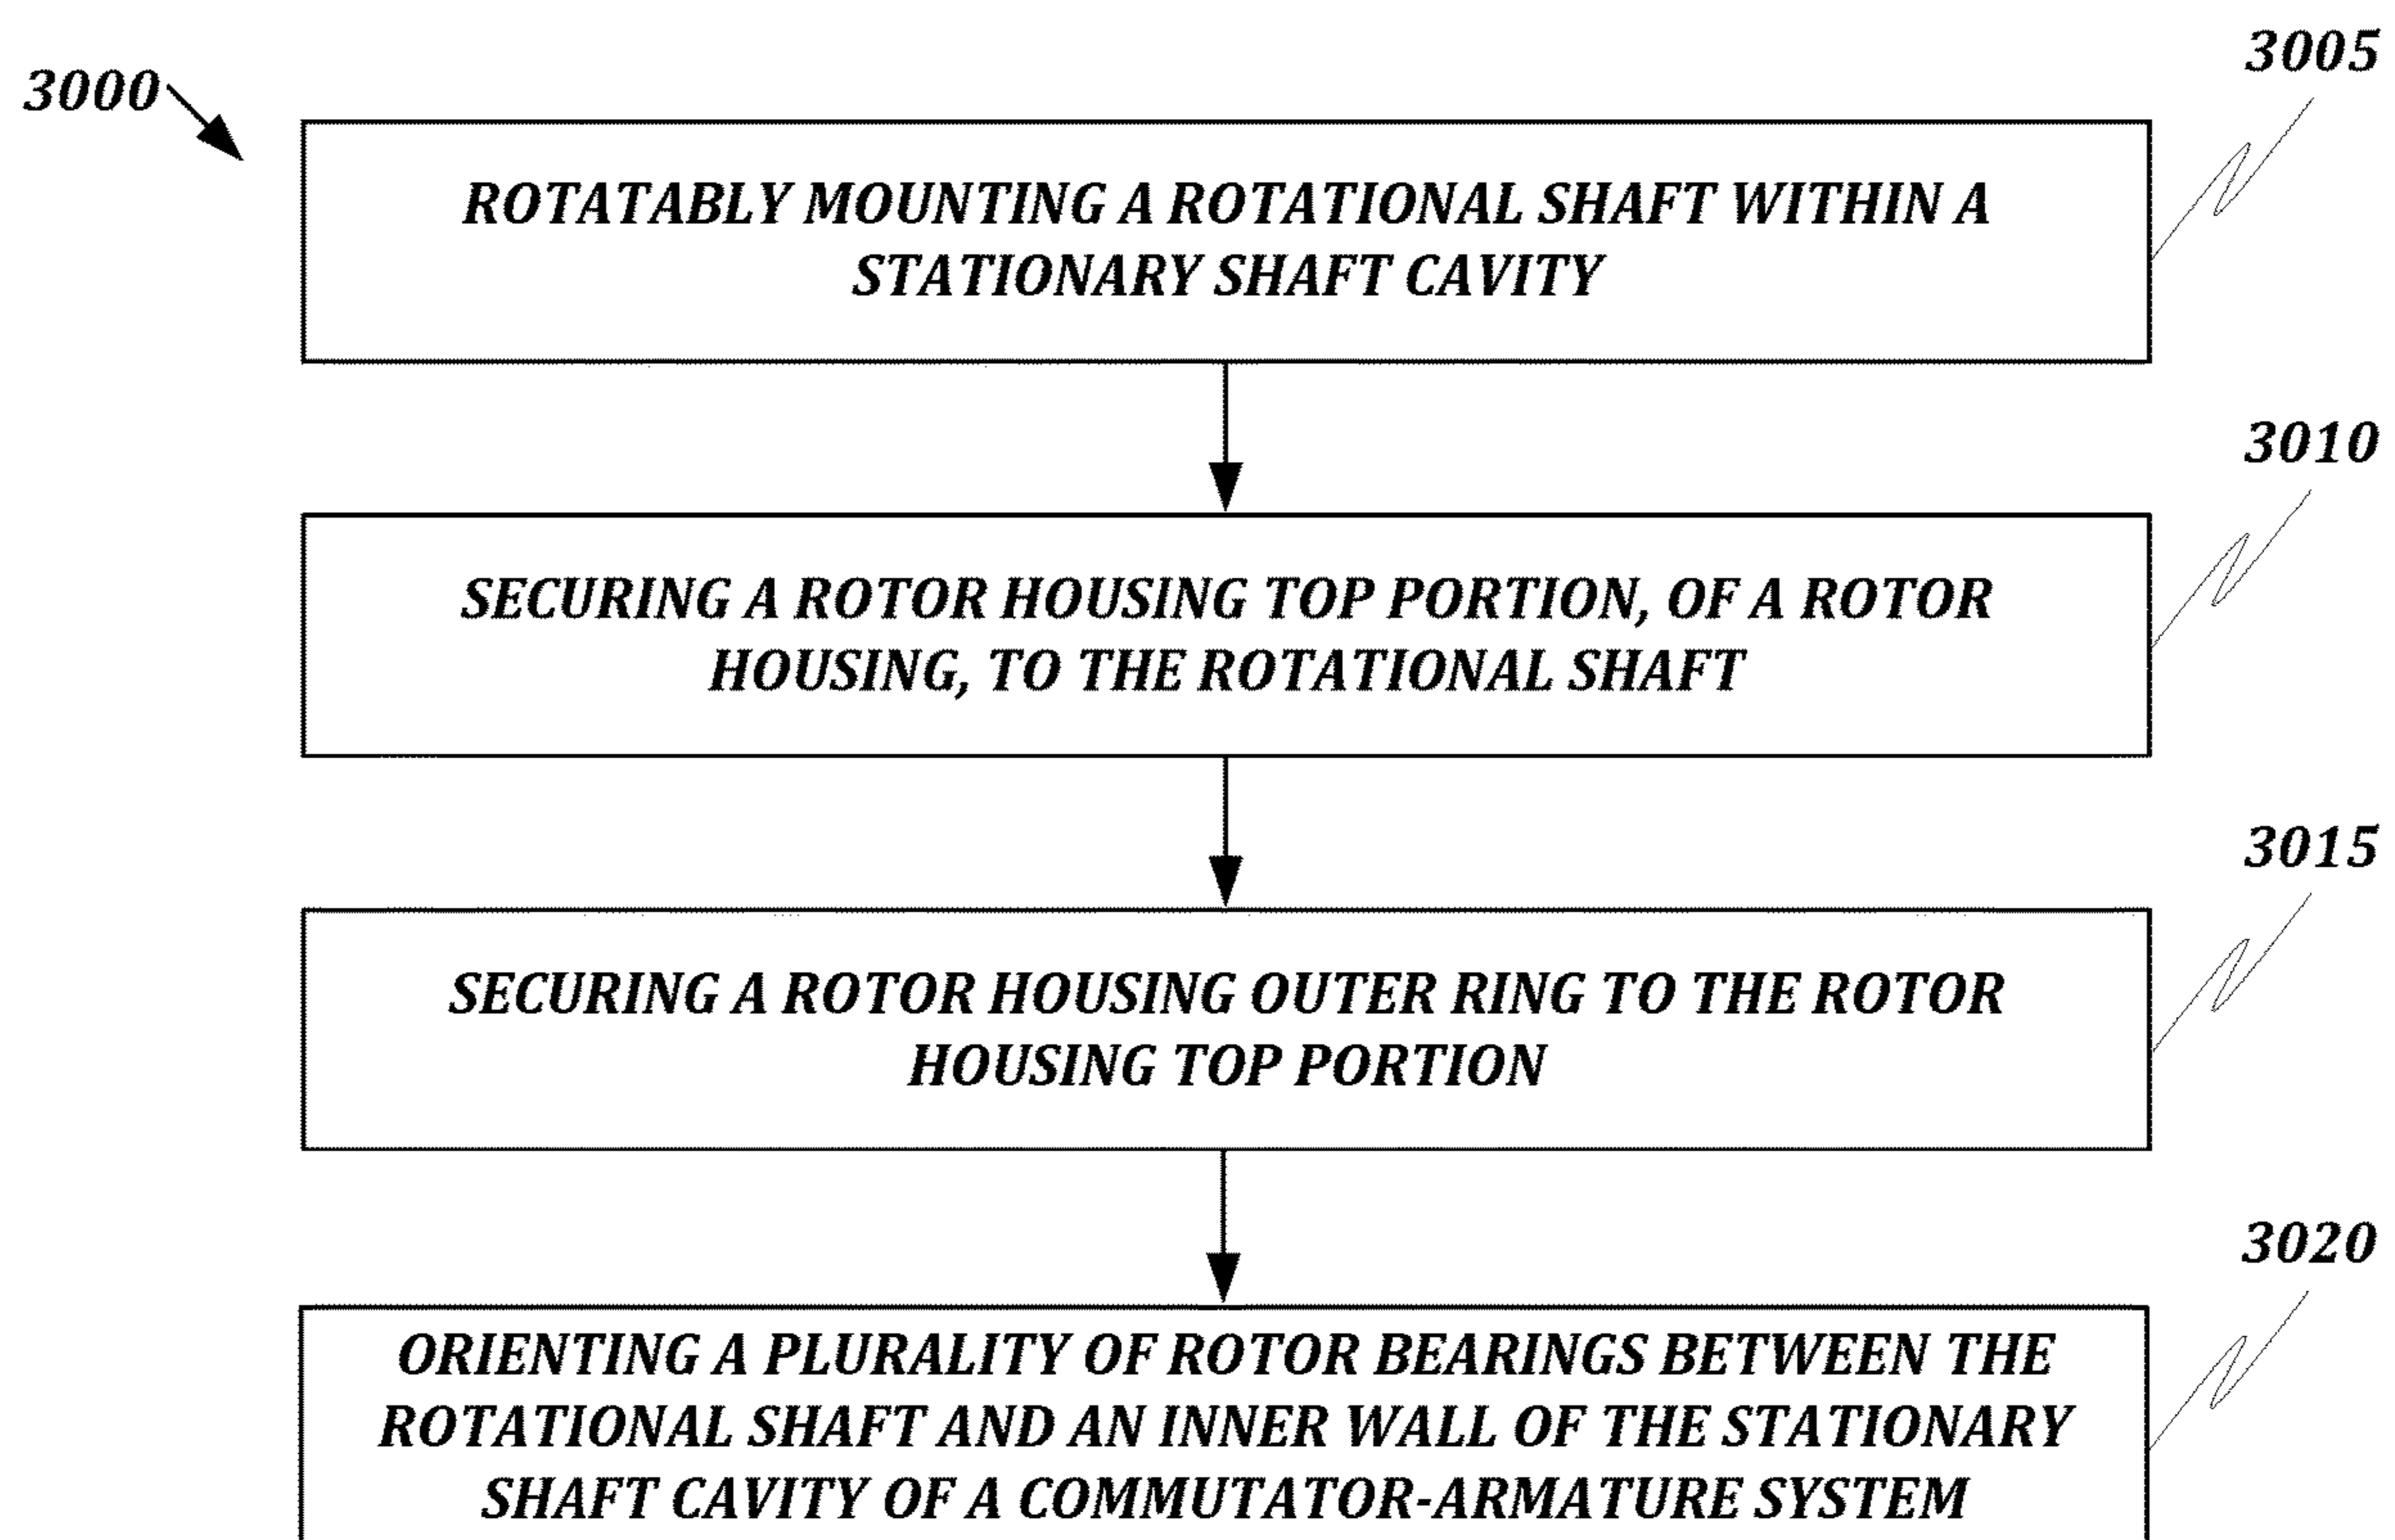 3005
3000
ROTATABLY MOUNTING A ROTATIONAL SHAFT WITHIN A
STATIONARY SHAFT CAVITY
3010
SECURING A ROTOR HOUSING TOP PORTION, OF A ROTOR
HOUSING, TO THE ROTATIONAL SHAFT
3015
SECURING A ROTOR HOUSING OUTER RING TO THE ROTOR
HOUSING TOP PORTION
3020
ORIENTING A PLURALITY OF ROTOR BEARINGS BETWEEN THE
ROTATIONAL SHAFT AND AN INNER WALL OF THE STATIONARY
SHAFT CAVITY OF A COMMUTATOR-ARMATURE SYSTEM